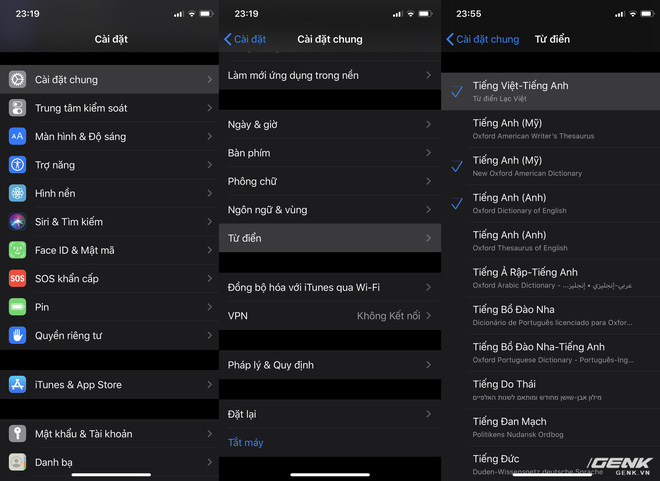 23:19
Cài đặt
Cài đặt chung
Trung tâm kiểm soát
Màn hình & Độ sáng
AA
Trợ năng
Hình nền
Siri & Tìm kiếm
Face ID & Mật mã
SOS
SOS khẩn cấp
Pin
Quyền riêng tư
iTunes & App Store
Mật khẩu & Tài khoản
Danh bạ
23:19
Cài đặt
Cài đặt chung
Làm mới ứng dụng trong nền
Ngày & giờ
Bàn phím
Phông chữ
Ngôn ngữ & vùng
Từ điển
Đồng bộ hóa với iTunes qua Wi-Fi
VPN
Không Kết nối
Pháp lý & Quy định
Đặt lại
Tắt máy
23:55
Cài đặt chung
Từ điển
Tiếng Việt-Tiếng Anh
Từ điển Lạc Việt
Tiếng Anh (Mỹ)
Oxford American Writer's Thesaurus
Tiếng Anh (Mỹ)
New Oxford American Dictionary
Tiếng Anh (Anh)
Oxford Dictionary of English
Tiếng Anh (Anh)
Oxford Thesaurus of English
Tiếng Ả Rập-Tiếng Anh
Oxford Arabic Dictionary - عربي-إنجليزي • إنجليز...
Tiếng Bồ Đào Nha
Dicionário de Português licenciado para Oxfor...
Tiếng Bồ Đào Nha-Tiếng Anh
Oxford Portuguese Dictionary - Português-Ing...
Tiếng Do Thái
מילון אבן-שושן מחודש ומותאם לשנות האלפיים
Tiếng Đan Mạch
Politikens Nudansk Ordbog
Tiếng Đức
Duden-Wissensnetz deutsche Sprache
GENK
GENK.VN